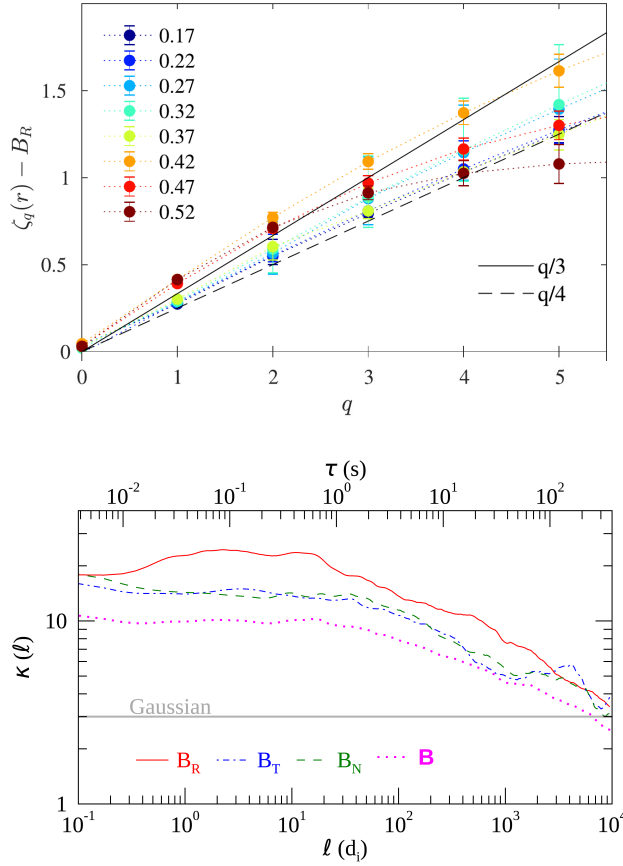 ζq(r) − BR
1.5
1
0.5
0
0.17
0.22
0.27
0.32
0.37
0.42
0.47
0.52
q/3
q/4
0 1 2 3 4 5
q
τ (s)
10-2 10-1 100 101 102
κ (ℓ)
10
1
Gaussian
BR BT BN B
10-1 100 101 102 103 104
ℓ (di)